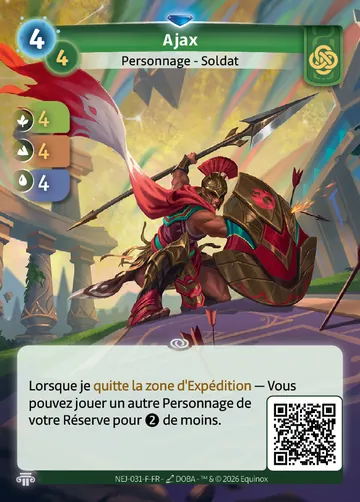 4
4
Ajax
Personnage - Soldat
4
4
4
Lorsque je quitte la zone d'Expédition — Vous
pouvez jouer un autre Personnage de
votre Réserve pour ❷ de moins.
NEJ-031-F-FR - DOBA - ™ & © 2026 Equinox